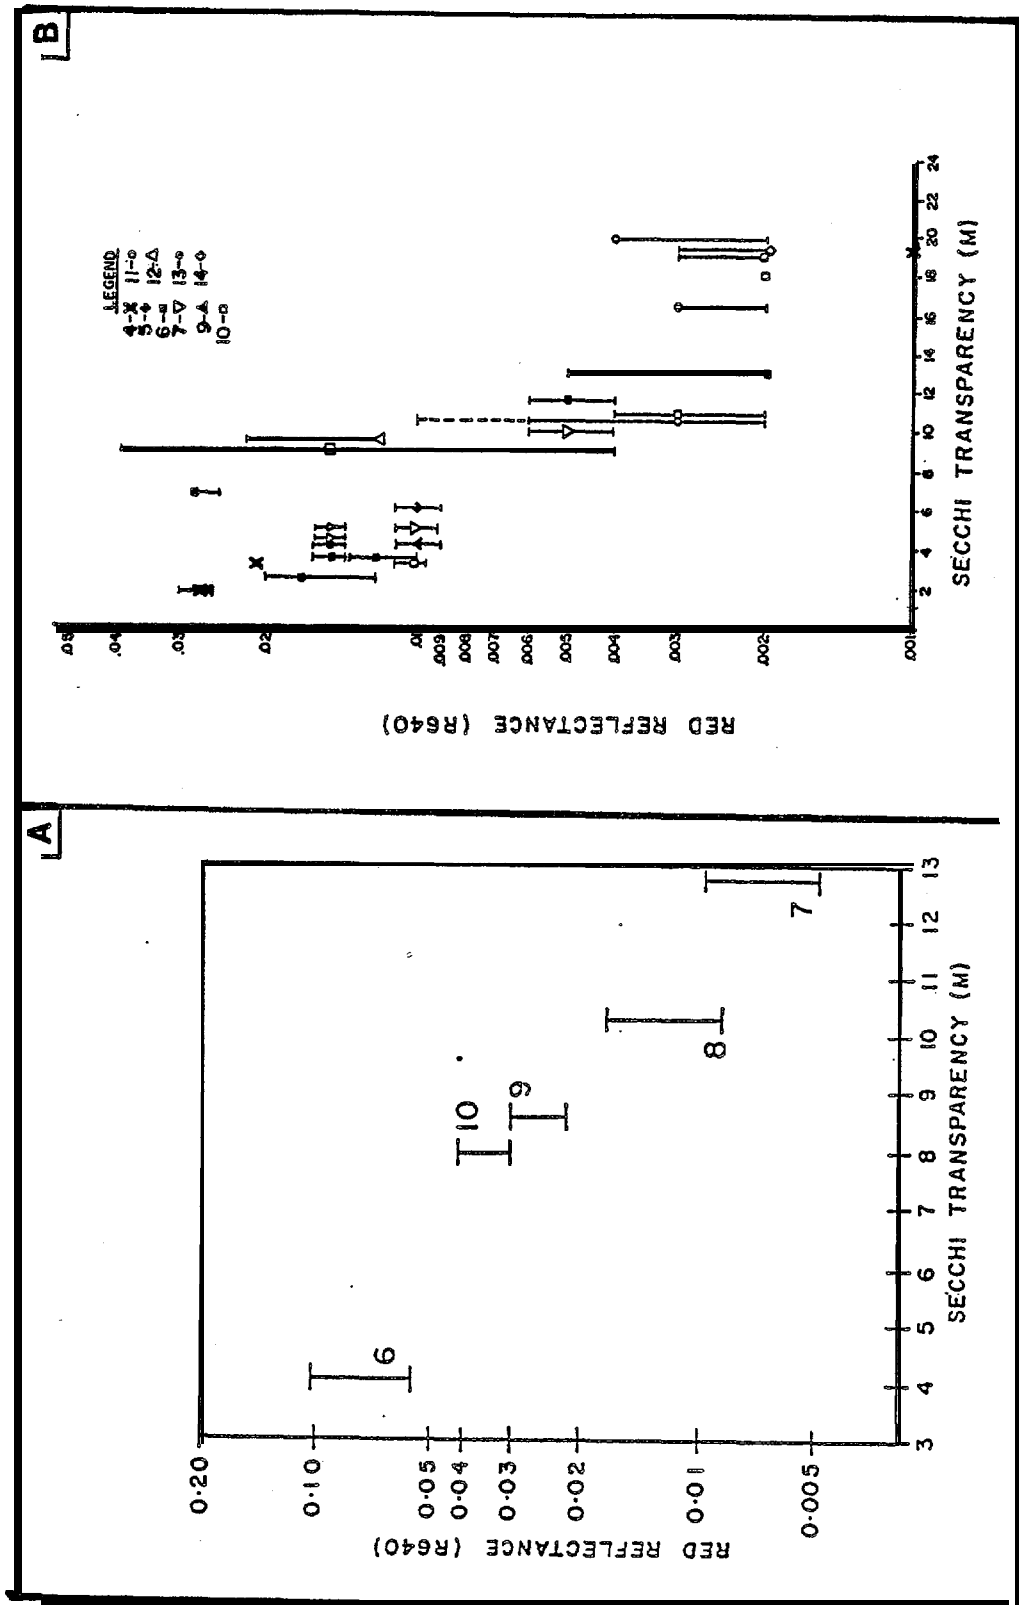 A
0.20
0.10
0.05
0.04
0.03
0.02
0.01
0.005
RED REFLECTANCE (R640)
6
10
9
8
7
3 4 5 6 7 8 9 10 11 12 13
SECCHI TRANSPARENCY (M)
B
LEGEND
4-X 11-o
5-♦ 12-△
6-■ 
7-▽ 13-o
9-▲ 14-◇
10-□
.05
.04
.03
.02
.01
.009
.008
.007
.006
.005
.004
.003
.002
.001
RED REFLECTANCE (R640)
2 4 6 8 10 12 14 16 18 20 22 24
SECCHI TRANSPARENCY (M)